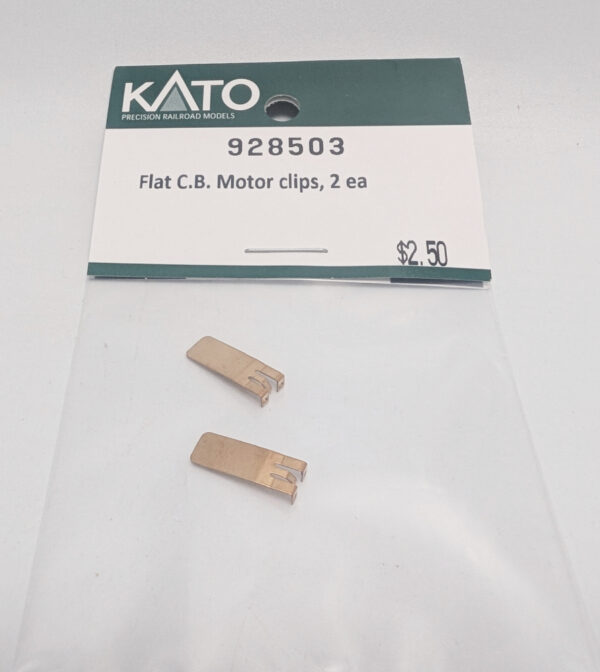 KATO
PRECISION RAILROAD MODELS
928503
Flat C.B. Motor clips, 2 ea
$2.50